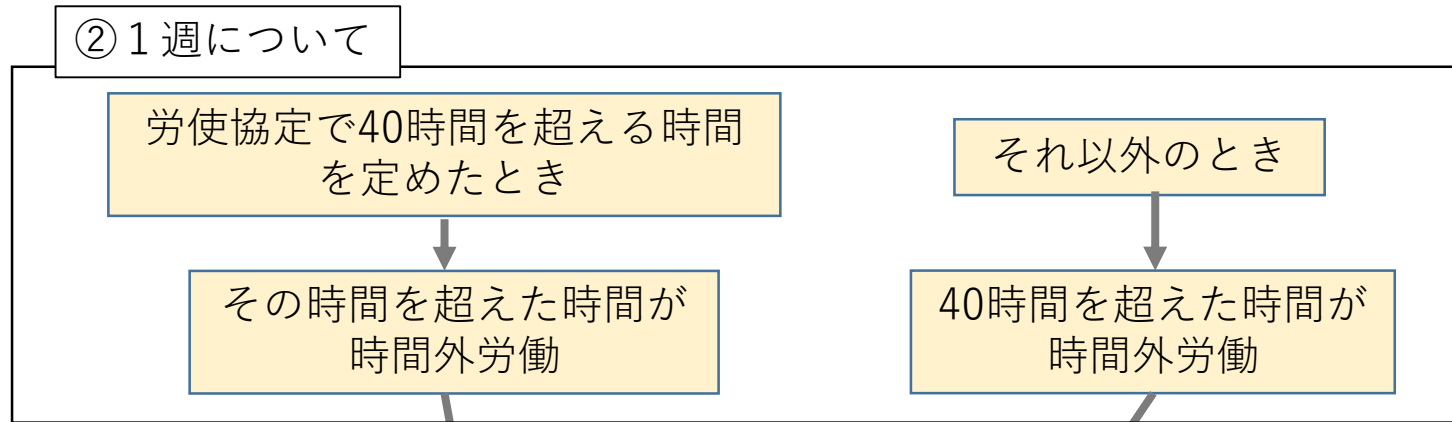 ②１週について
労使協定で40時間を超える時間
を定めたとき
それ以外のとき
その時間を超えた時間が
時間外労働
40時間を超えた時間が
時間外労働